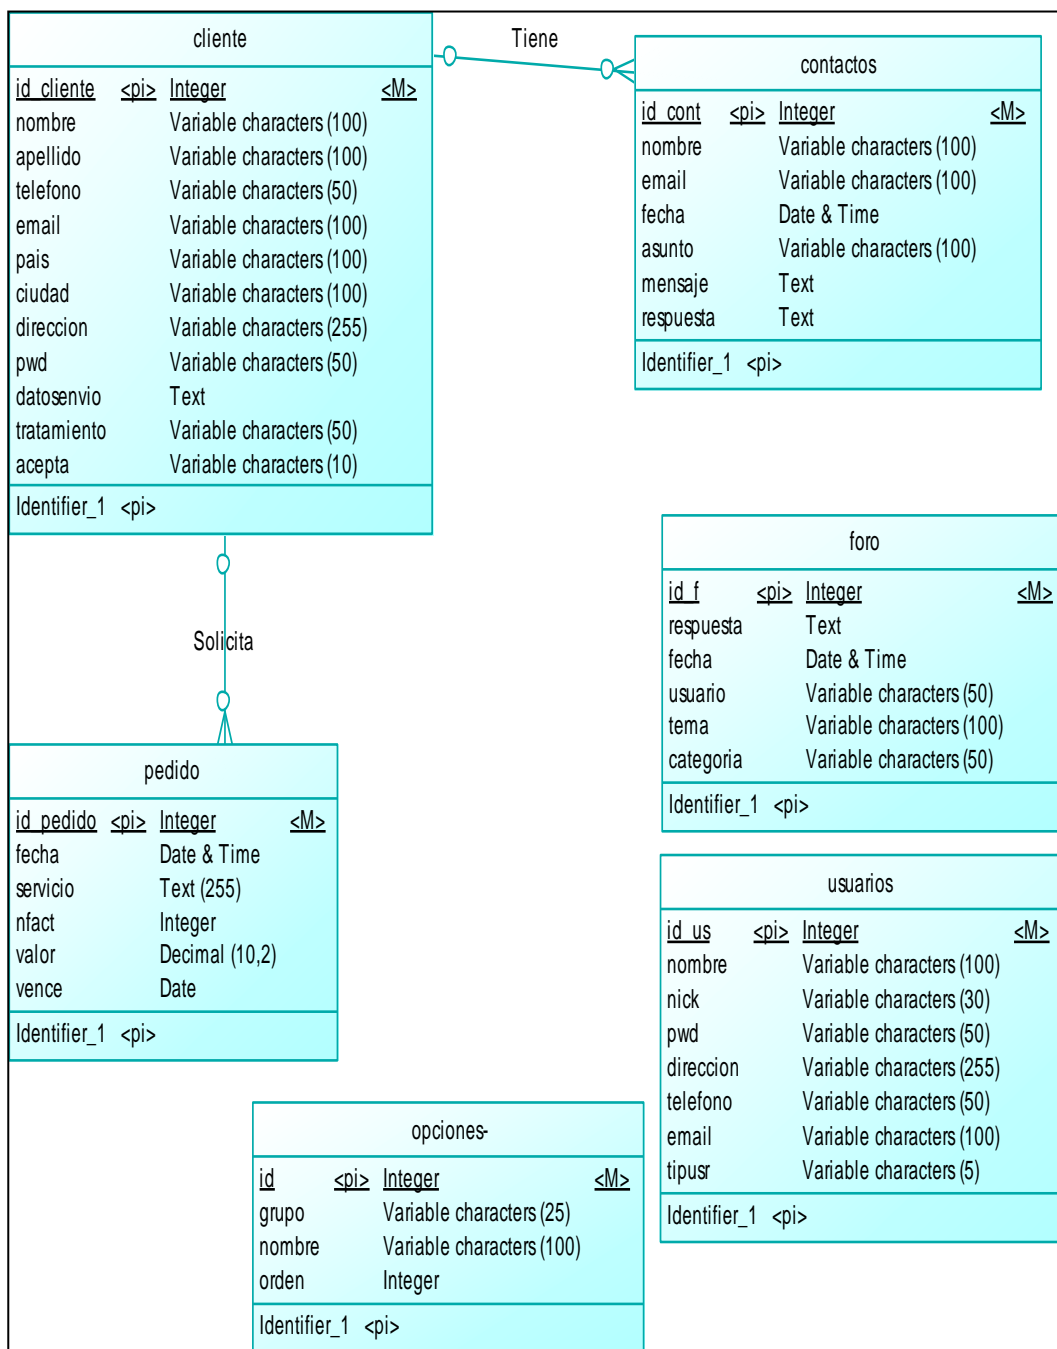 cliente
id_cliente <pi> Integer <M>
nombre Variable characters (100)
apellido Variable characters (100)
telefono Variable characters (50)
email Variable characters (100)
pais Variable characters (100)
ciudad Variable characters (100)
direccion Variable characters (255)
pwd Variable characters (50)
datosenvio Text
tratamiento Variable characters (50)
acepta Variable characters (10)
Identifier_1 <pi>
Tiene
contactos
id_cont <pi> Integer <M>
nombre Variable characters (100)
email Variable characters (100)
fecha Date & Time
asunto Variable characters (100)
mensaje Text
respuesta Text
Identifier_1 <pi>
Solicita
foro
id_f <pi> Integer <M>
respuesta Text
fecha Date & Time
usuario Variable characters (50)
tema Variable characters (100)
categoria Variable characters (50)
Identifier_1 <pi>
pedido
id_pedido <pi> Integer <M>
fecha Date & Time
servicio Text (255)
nfact Integer
valor Decimal (10,2)
vence Date
Identifier_1 <pi>
usuarios
id_us <pi> Integer <M>
nombre Variable characters (100)
nick Variable characters (30)
pwd Variable characters (50)
direccion Variable characters (255)
telefono Variable characters (50)
email Variable characters (100)
tipusr Variable characters (5)
Identifier_1 <pi>
opciones-
id <pi> Integer <M>
grupo Variable characters (25)
nombre Variable characters (100)
orden Integer
Identifier_1 <pi>